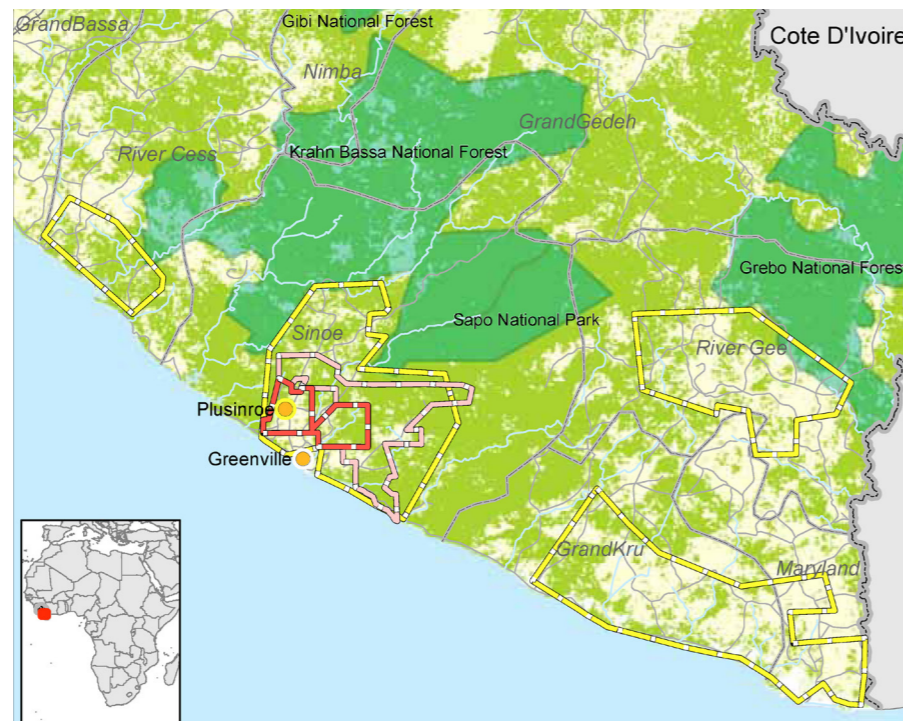 GrandBassa
Gibi National Forest
Cote D'Ivoire
Nimba
GrandGedeh
River Cess
Krahn Bassa National Forest
Grebo National Forest
Sapo National Park
Sinoe
River Gee
Plusinroe
Greenville
GrandKru
Maryland